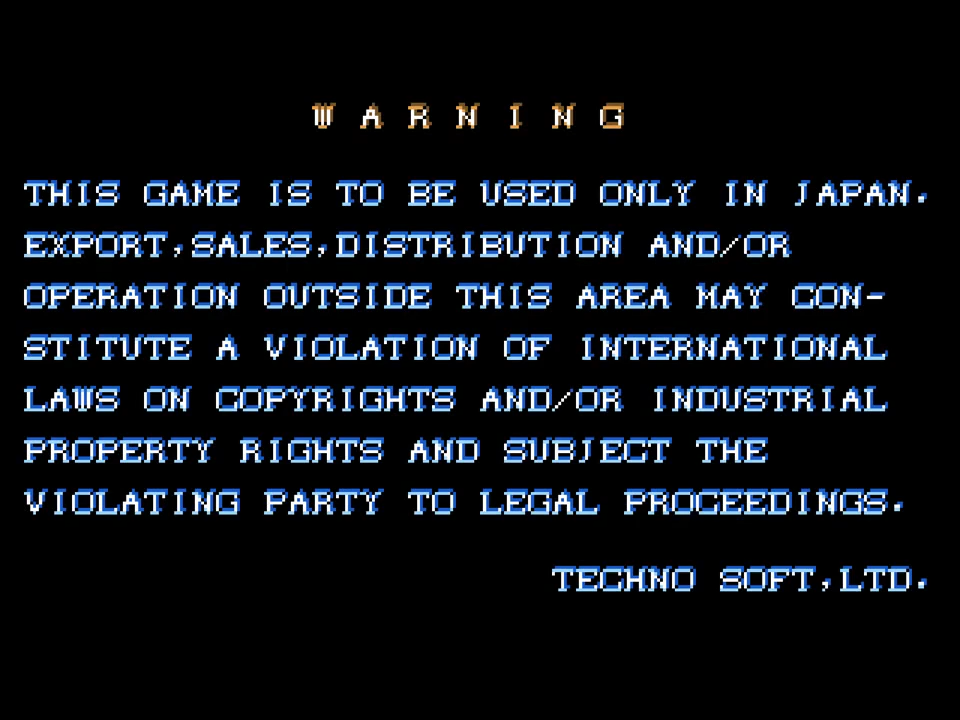 W A R N I N G
THIS GAME IS TO BE USED ONLY IN JAPAN.
EXPORT,SALES,DISTRIBUTION AND/OR
OPERATION OUTSIDE THIS AREA MAY CON-
STITUTE A VIOLATION OF INTERNATIONAL
LAWS ON COPYRIGHTS AND/OR INDUSTRIAL
PROPERTY RIGHTS AND SUBJECT THE
VIOLATING PARTY TO LEGAL PROCEEDINGS.
TECHNO SOFT,LTD.